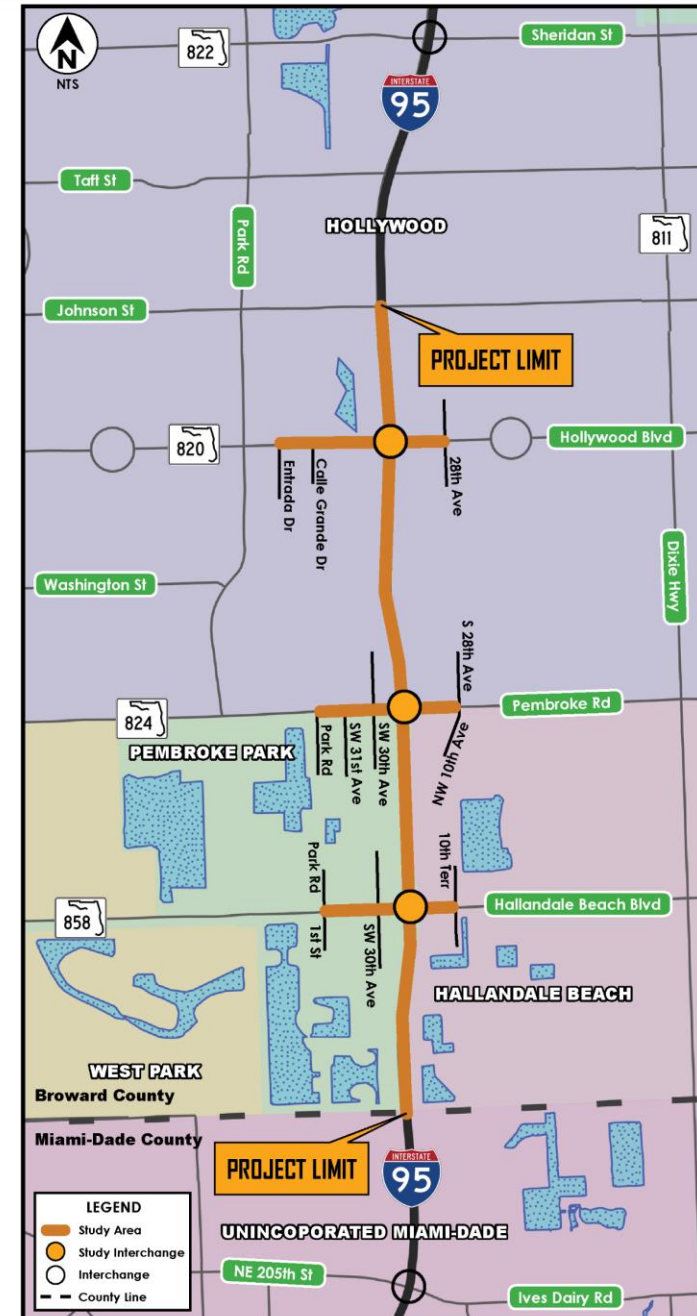 N
NTS
822
Sheridan St
INTERSTATE
95
Taft St
Park Rd
HOLLYWOOD
811
Johnson St
PROJECT LIMIT
820
Hollywood Blvd
Entrada Dr
Calle Grande Dr
28th Ave
Dixie Hwy
Washington St
S 28th Ave
824
Pembroke Rd
PEMBROKE PARK
Park Rd
SW 31st Ave
SW 30th Ave
NW 10th Ave
Park Rd
10th Terr
858
Hallandale Beach Blvd
1st St
SW 30th Ave
HALLANDALE BEACH
WEST PARK
Broward County
Miami-Dade County
PROJECT LIMIT
INTERSTATE
95
UNINCOPORATED MIAMI-DADE
LEGEND
Study Area
Study Interchange
Interchange
County Line
NE 205th St
Ives Dairy Rd